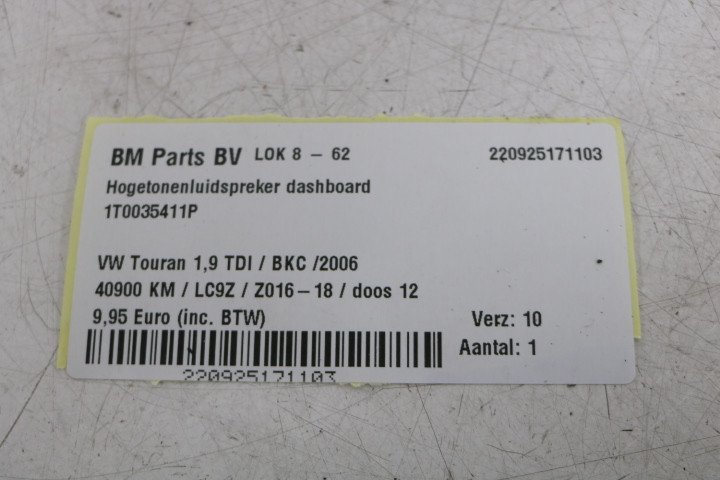 BM Parts BV LOK 8 – 62 220925171103
Hogetonenluidspreker dashboard
1T0035411P
VW Touran 1,9 TDI / BKC /2006
40900 KM / LC9Z / Z016–18 / doos 12
9,95 Euro (inc. BTW) Verz: 10
Aantal: 1
220925171103